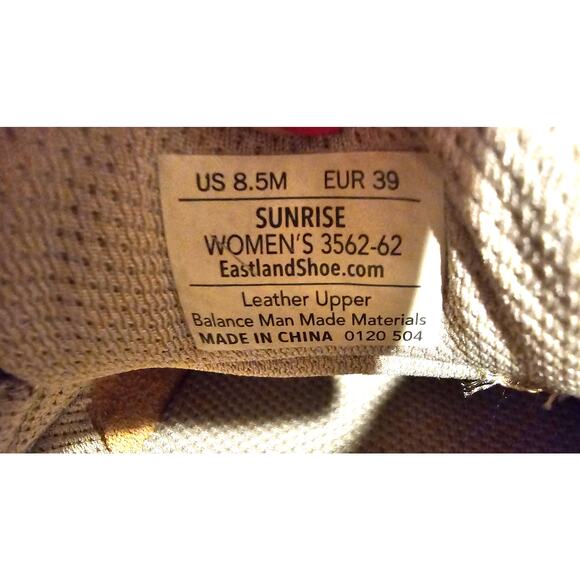 US 8.5M EUR 39
SUNRISE
WOMEN'S 3562-62
EastlandShoe.com
Leather Upper
Balance Man Made Materials
MADE IN CHINA 0120 504